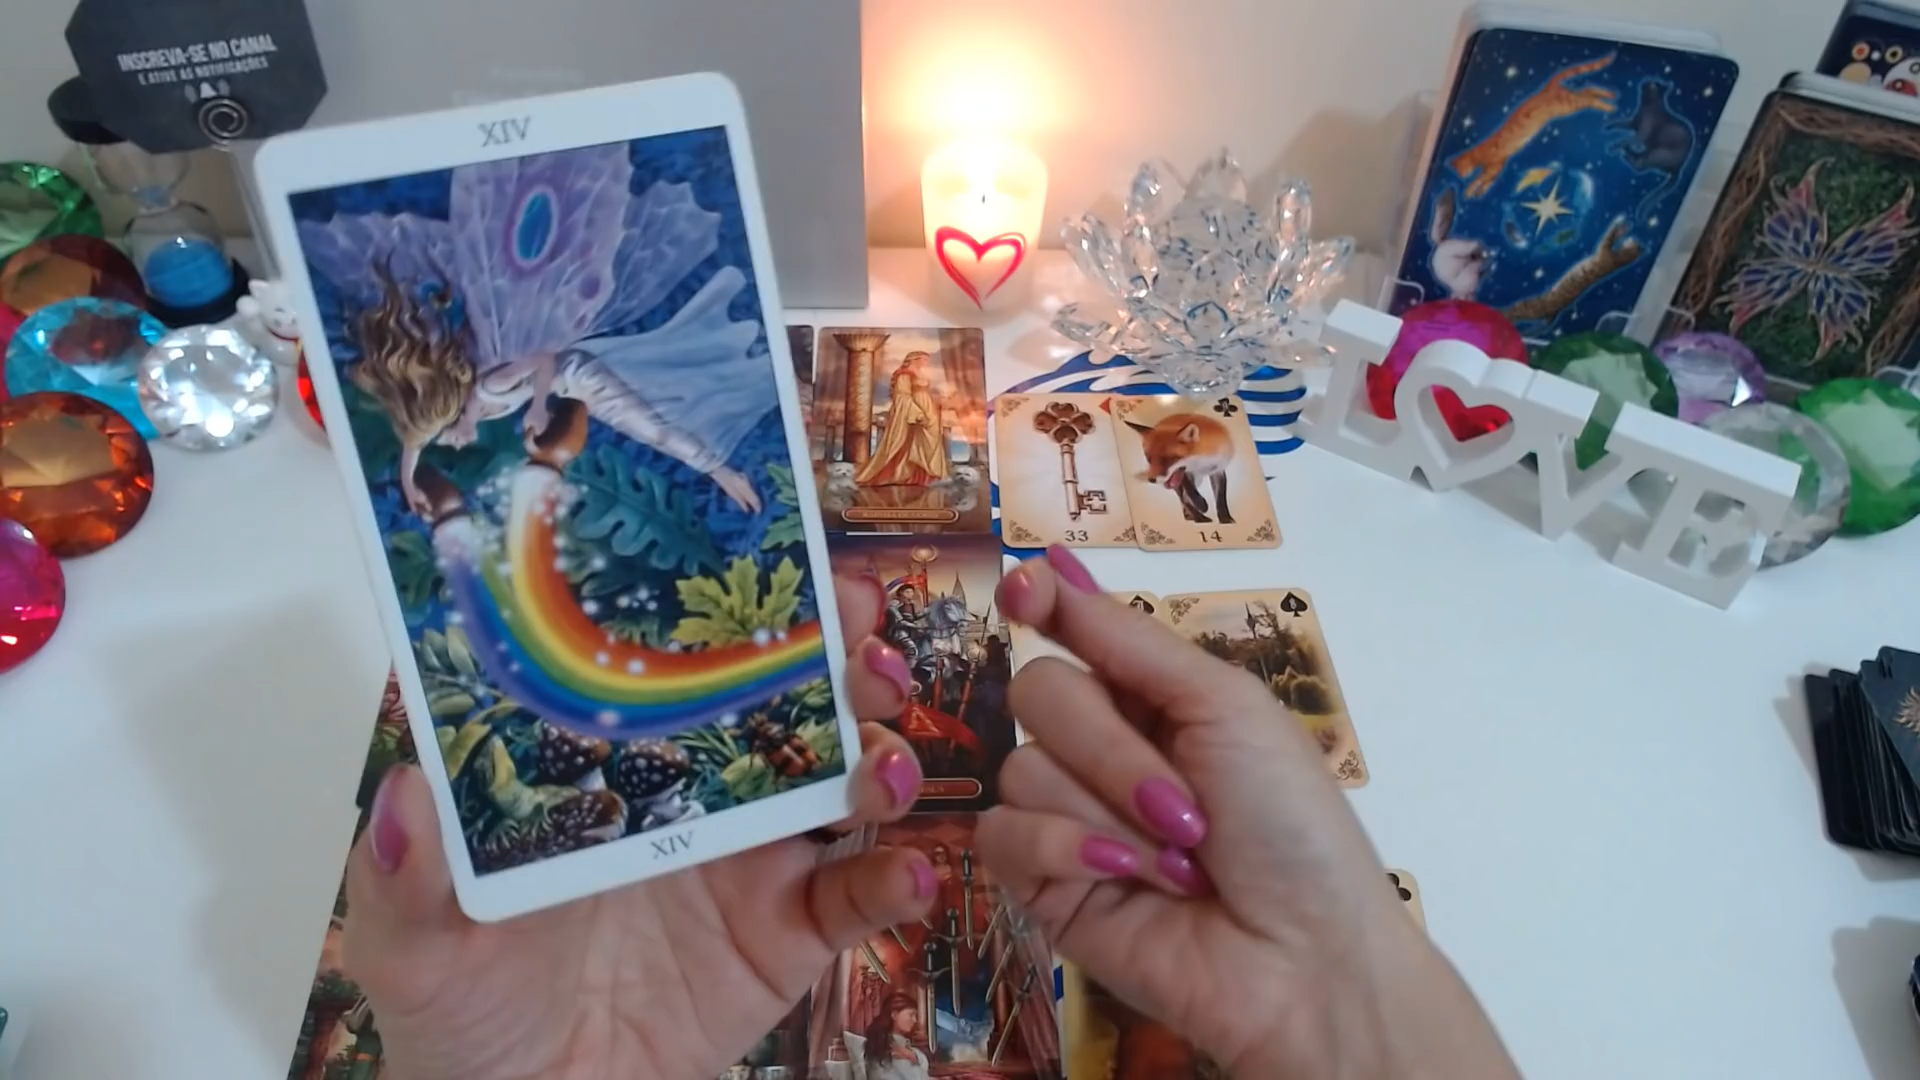 INSCREVA-SE NO CANAL
E ATIVE AS NOTIFICAÇÕES
XIV
33
14
LOVE
XIV